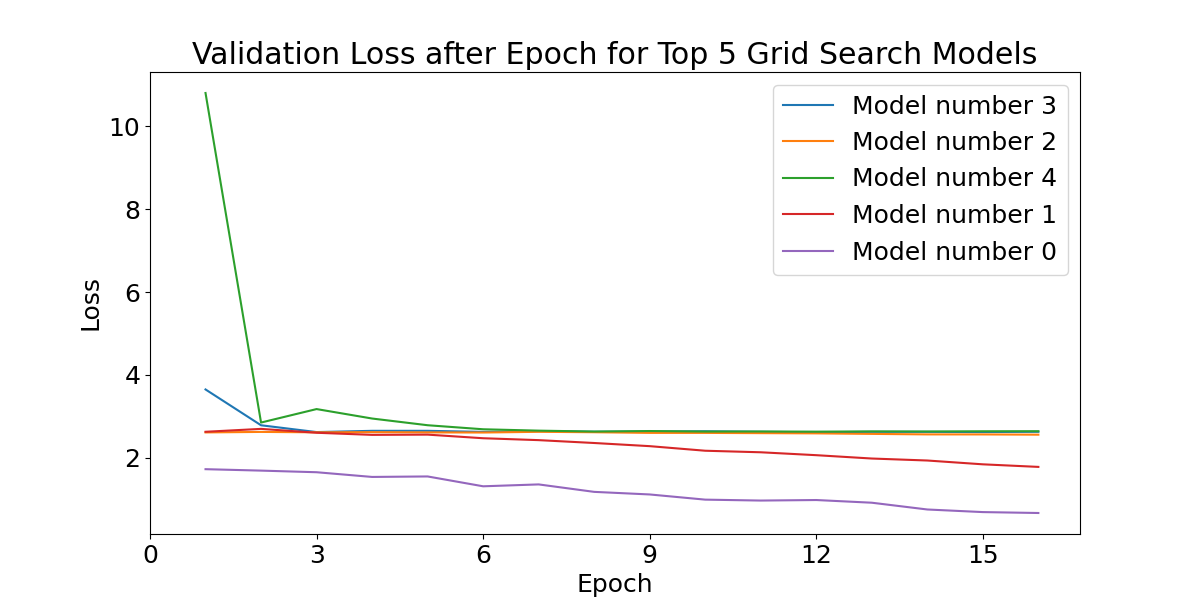 Validation Loss after Epoch for Top 5 Grid Search Models
Model number 3
Model number 2
Model number 4
Model number 1
Model number 0
10
8
6
4
2
Loss
0 3 6 9 12 15
Epoch